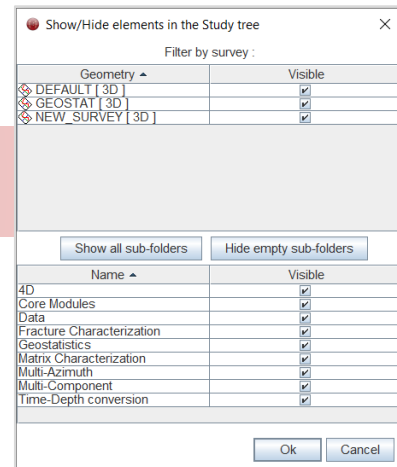 Show/Hide elements in the Study tree
Filter by survey :
Geometry Visible
DEFAULT [ 3D ]
GEOSTAT [ 3D ]
NEW_SURVEY [ 3D ]
Show all sub-folders Hide empty sub-folders
Name Visible
4D
Core Modules
Data
Fracture Characterization
Geostatistics
Matrix Characterization
Multi-Azimuth
Multi-Component
Time-Depth conversion
Ok Cancel